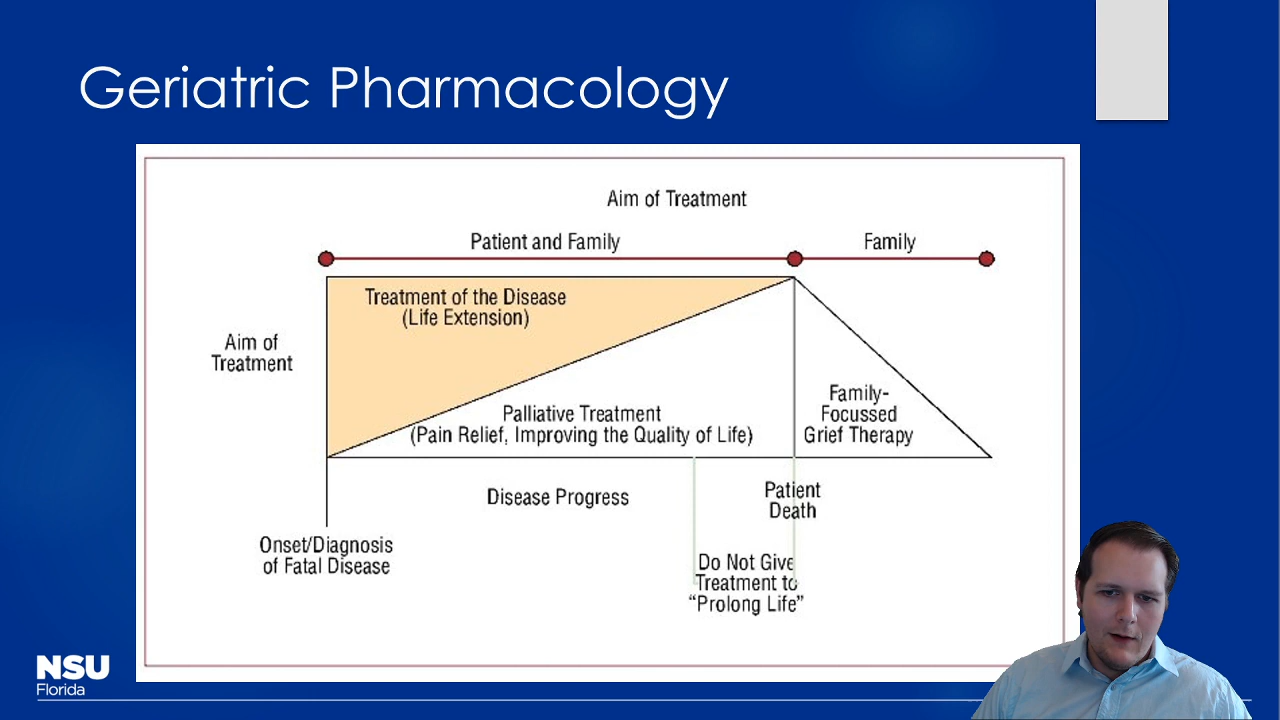 Geriatric Pharmacology
Aim of Treatment
Patient and Family
Family
Treatment of the Disease
(Life Extension)
Aim of
Treatment
Palliative Treatment
(Pain Relief, Improving the Quality of Life)
Family-
Focussed
Grief Therapy
Disease Progress
Patient
Death
Onset/Diagnosis
of Fatal Disease
Do Not Give
Treatment to
“Prolong Life”
NSU
Florida